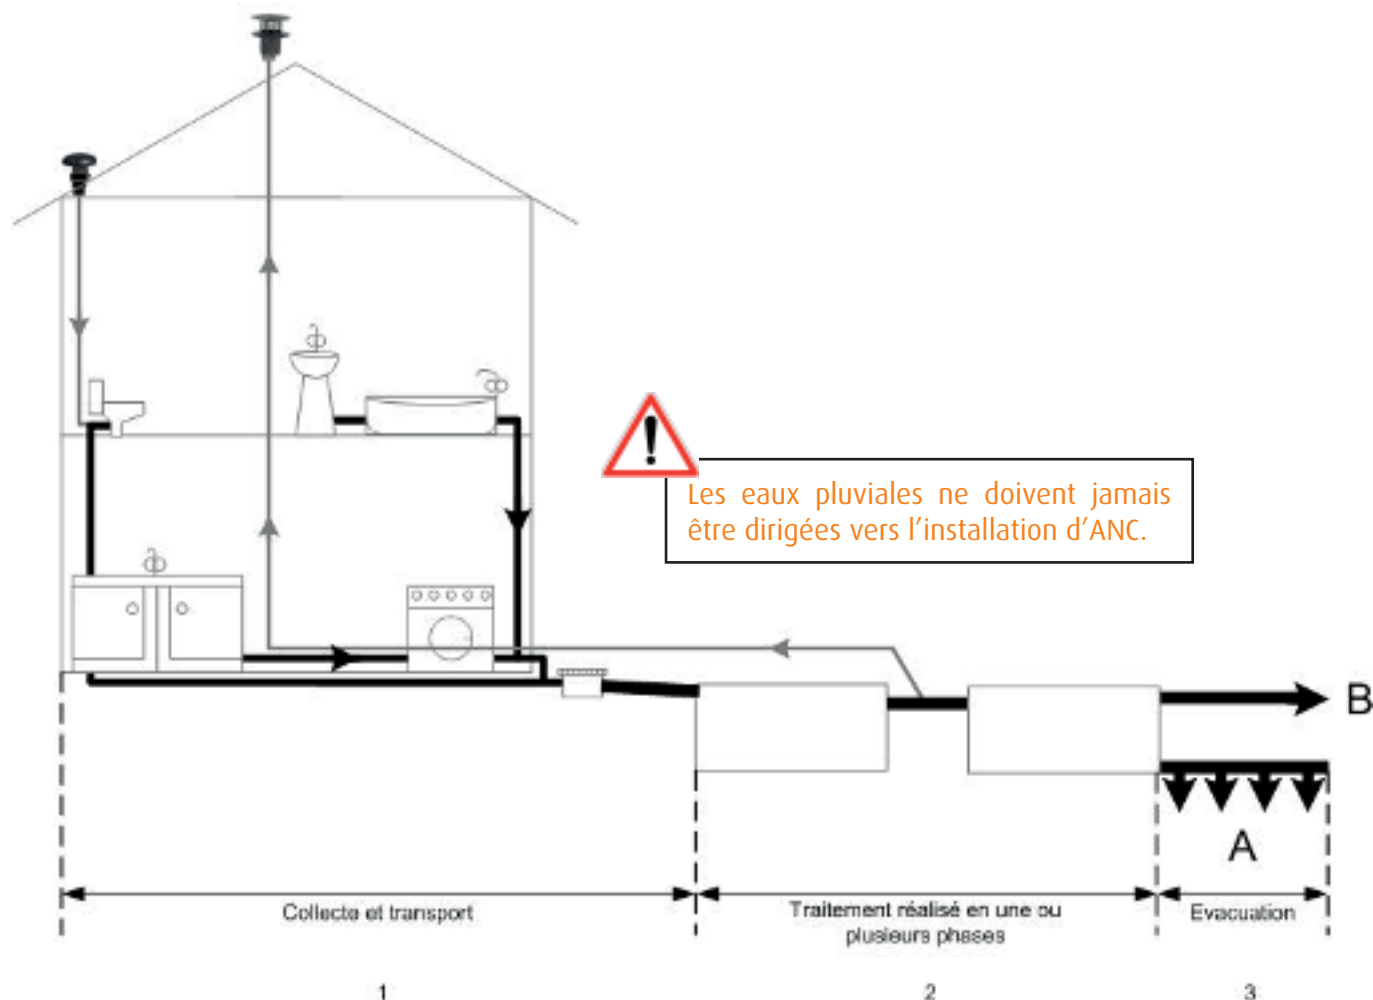 Les eaux pluviales ne doivent jamais
être dirigées vers l'installation d'ANC.
B
A
Collecte et transport
Traitement réalisé en une ou
plusieurs phases
Evacuation
1
2
3